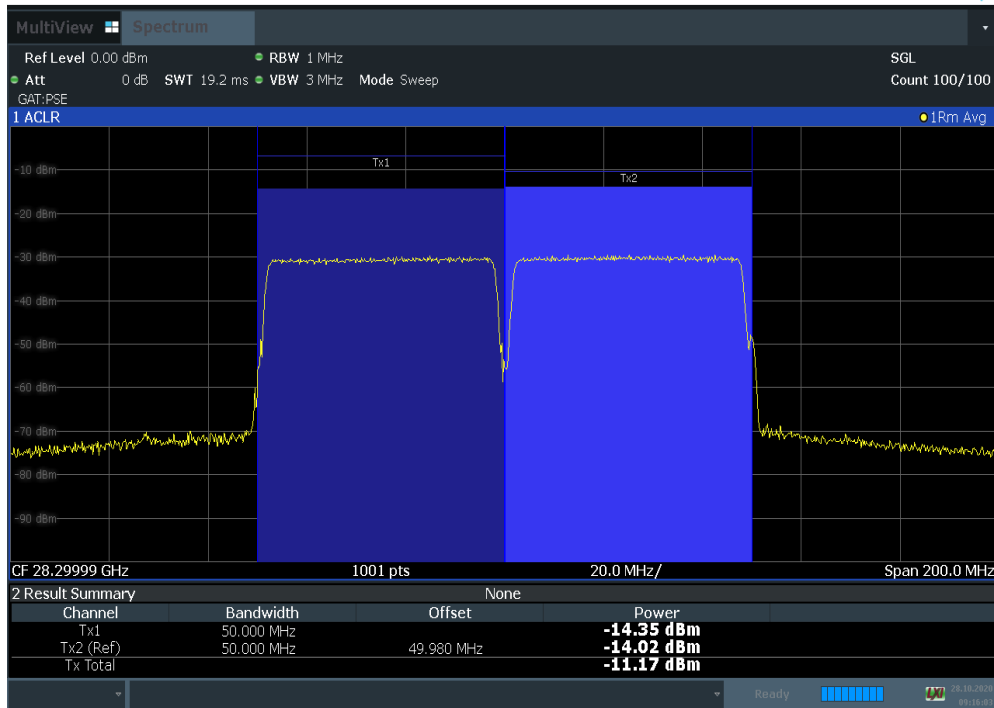 MultiView Spectrum
Ref Level 0.00 dBm RBW 1 MHz SGL
Att 0 dB SWT 19.2 ms VBW 3 MHz Mode Sweep Count 100/100
GAT:PSE
1 ACLR 1Rm Avg
Tx1
-10 dBm
Tx2
-20 dBm
-30 dBm
-40 dBm
-50 dBm
-60 dBm
-70 dBm
-80 dBm
-90 dBm
CF 28.29999 GHz 1001 pts 20.0 MHz/ Span 200.0 MHz
2 Result Summary None
Channel Bandwidth Offset Power
Tx1 50.000 MHz -14.35 dBm
Tx2 (Ref) 50.000 MHz 49.980 MHz -14.02 dBm
Tx Total -11.17 dBm
Ready LXI 28.10.2020
09:16:03